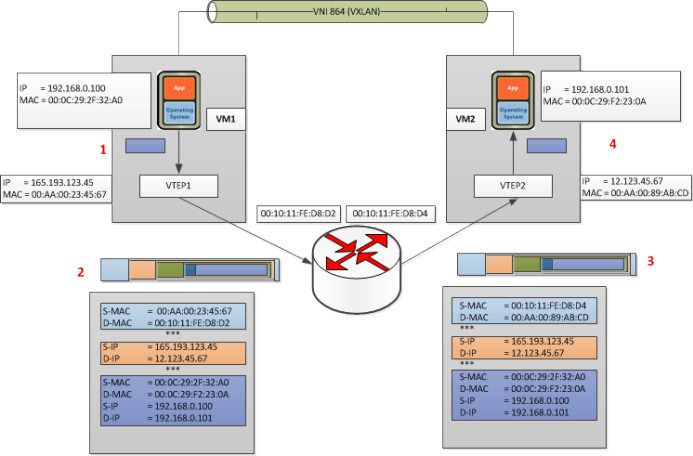 VNI 864 (VXLAN)
IP = 192.168.0.100
MAC = 00:0C:29:2F:32:A0
App
Operating
System
VM1
1
VTEP1
IP = 165.193.123.45
MAC = 00:AA:00:23:45:67
IP = 192.168.0.101
MAC = 00:0C:29:F2:23:0A
App
Operating
System
VM2
4
VTEP2
IP = 12.123.45.67
MAC = 00:AA:00:89:AB:CD
00:10:11:FE:D8:D2
00:10:11:FE:D8:D4
2
S-MAC = 00:AA:00:23:45:67
D-MAC = 00:10:11:FE:D8:D2
***
S-IP = 165.193.123.45
D-IP = 12.123.45.67
***
S-MAC = 00:0C:29:2F:32:A0
D-MAC = 00:0C:29:F2:23:0A
S-IP = 192.168.0.100
D-IP = 192.168.0.101
3
S-MAC = 00:10:11:FE:D8:D4
D-MAC = 00:AA:00:89:AB:CD
***
S-IP = 165.193.123.45
D-IP = 12.123.45.67
***
S-MAC = 00:0C:29:2F:32:A0
D-MAC = 00:0C:29:F2:23:0A
S-IP = 192.168.0.100
D-IP = 192.168.0.101